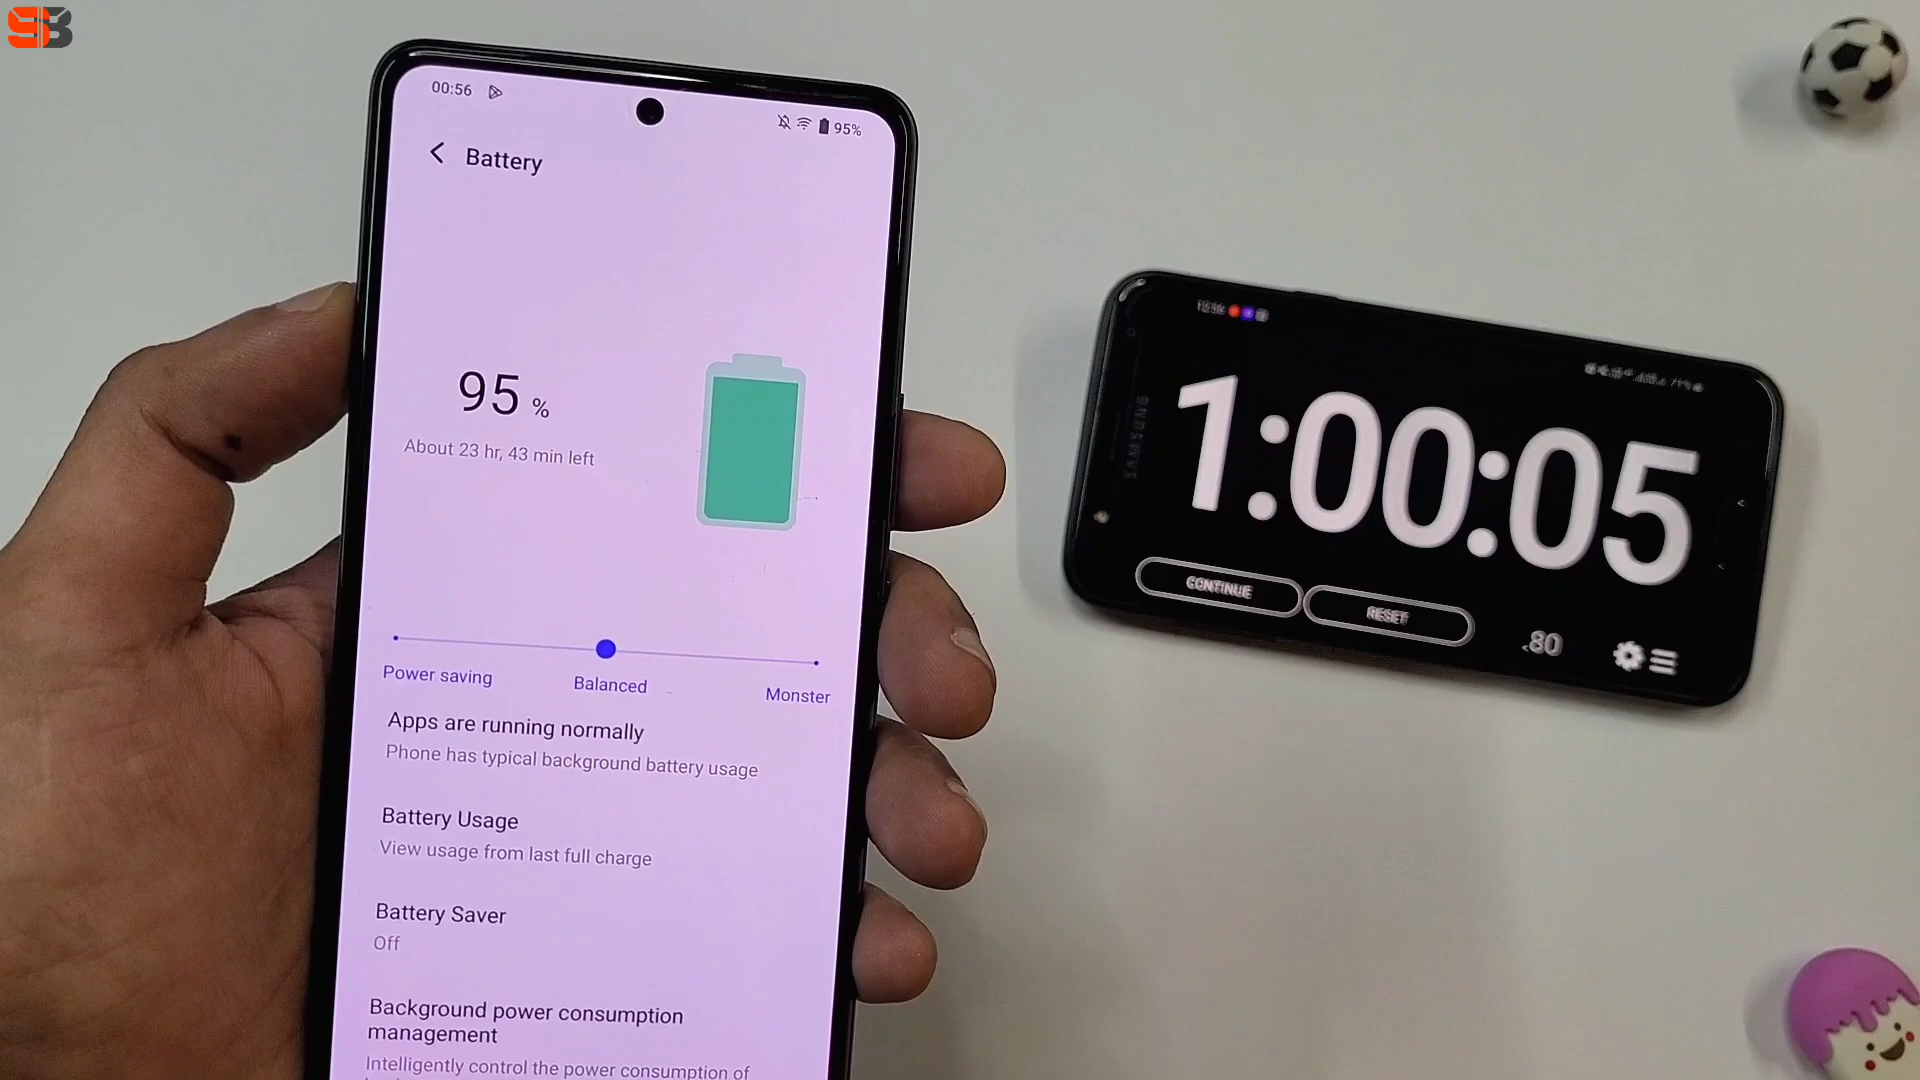 SB
00:56
95%
Battery
95 %
About 23 hr, 43 min left
Power saving
Balanced
Monster
Apps are running normally
Phone has typical background battery usage
Battery Usage
View usage from last full charge
Battery Saver
Off
Background power consumption
management
Intelligently control the power consumption of
SAMSUNG
1:00:05
CONTINUE
RESET
.80